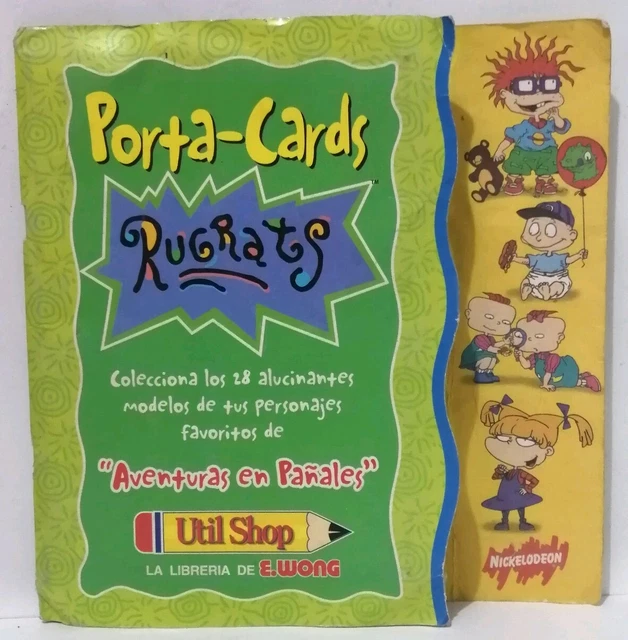 Porta-Cards
RUGRATS
™
Colecciona los 28 alucinantes
modelos de tus personajes
favoritos de
"Aventuras en Pañales"
Util Shop
LA LIBRERIA DE E.WONG
NICKELODEON